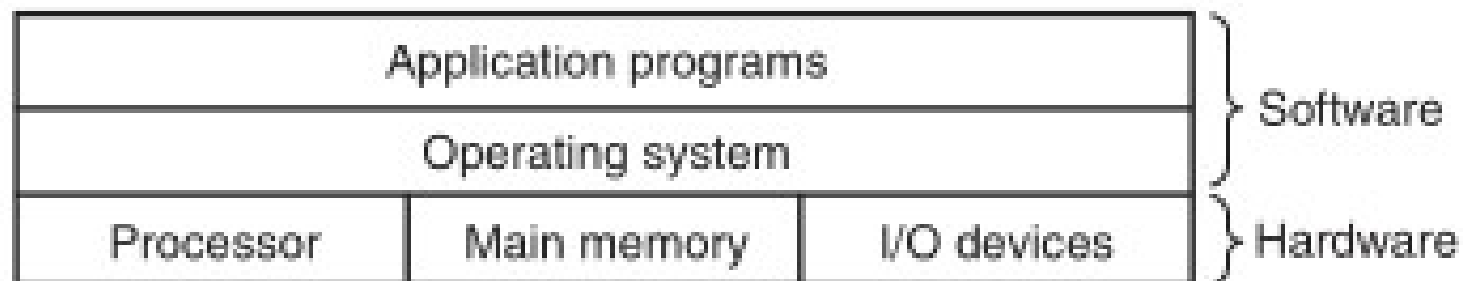 Application programs
Software
Operating system
Processor Main memory I/O devices Hardware